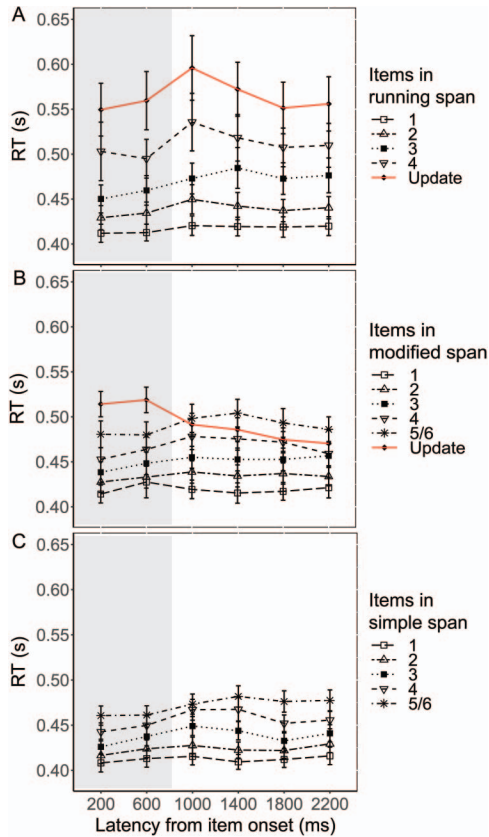 A
0.65
0.60
0.55
0.50
0.45
0.40
RT (s)
Items in
running span
1
2
3
4
Update
B
0.65
0.60
0.55
0.50
0.45
0.40
RT (s)
Items in
modified span
1
2
3
4
5/6
Update
C
0.65
0.60
0.55
0.50
0.45
0.40
RT (s)
Items in
simple span
1
2
3
4
5/6
200 600 1000 1400 1800 2200
Latency from item onset (ms)